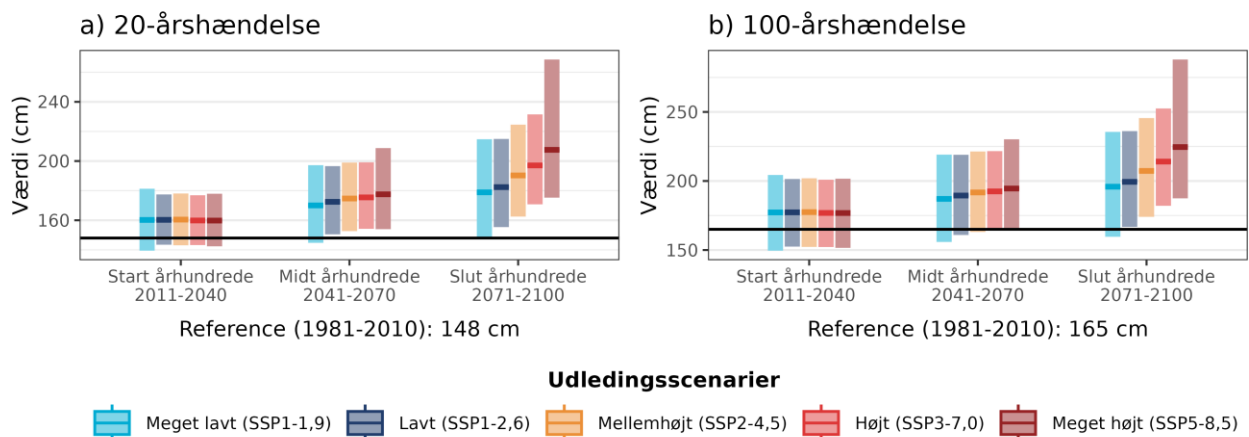 a) 20-årshændelse
Værdi (cm)
240
200
160
Start århundrede
2011-2040
Midt århundrede
2041-2070
Slut århundrede
2071-2100
Reference (1981-2010): 148 cm
b) 100-årshændelse
Værdi (cm)
250
200
150
Start århundrede
2011-2040
Midt århundrede
2041-2070
Slut århundrede
2071-2100
Reference (1981-2010): 165 cm
Udledingsscenarier
Meget lavt (SSP1-1,9)
Lavt (SSP1-2,6)
Mellemhøjt (SSP2-4,5)
Højt (SSP3-7,0)
Meget højt (SSP5-8,5)